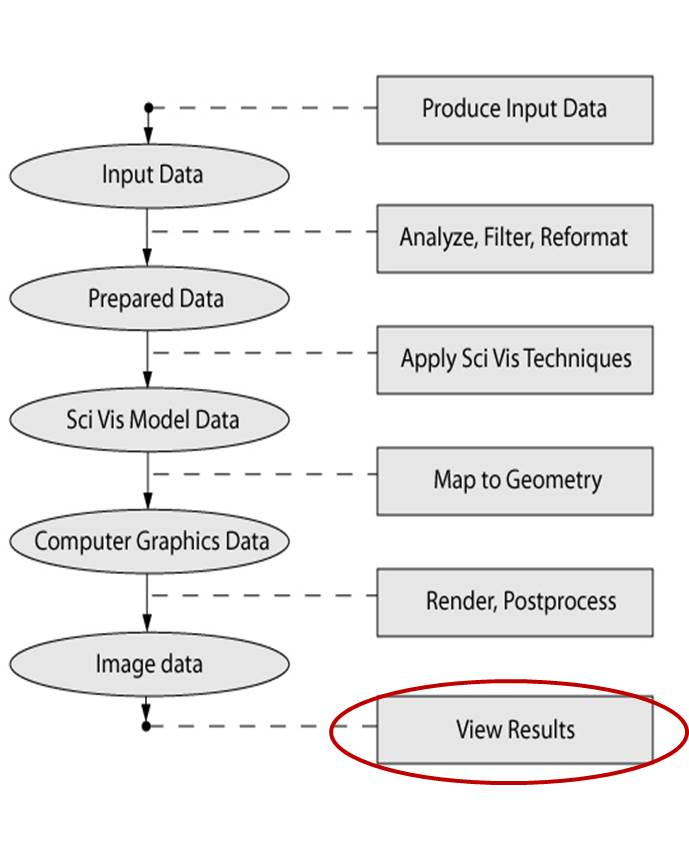 Produce Input Data
Input Data
Analyze, Filter, Reformat
Prepared Data
Apply Sci Vis Techniques
Sci Vis Model Data
Map to Geometry
Computer Graphics Data
Render, Postprocess
Image data
View Results